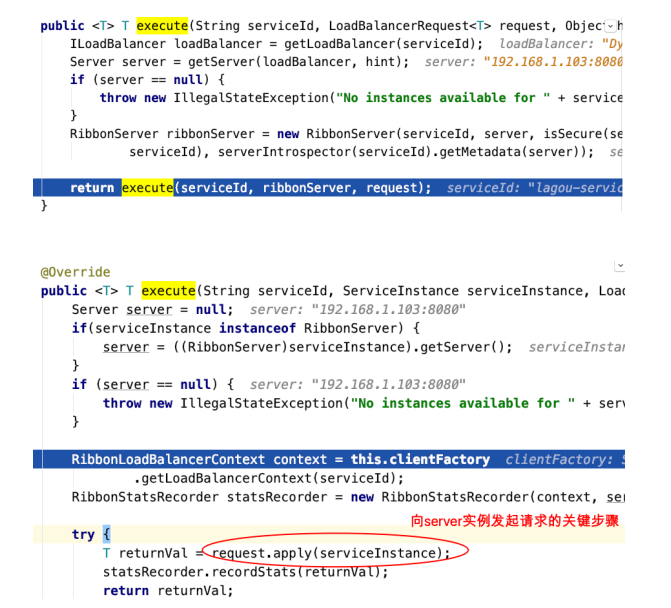 public <T> T execute(String serviceId, LoadBalancerRequest<T> request, Object h
ILoadBalancer loadBalancer = getLoadBalancer(serviceId); loadBalancer: "Dy
Server server = getServer(loadBalancer, hint); server: "192.168.1.103:8080
if (server == null) {
throw new IllegalStateException("No instances available for " + service
}
RibbonServer ribbonServer = new RibbonServer(serviceId, server, isSecure(se
serviceId), serverIntrospector(serviceId).getMetadata(server)); se
return execute(serviceId, ribbonServer, request); serviceId: "lagou-servic
}
@Override
public <T> T execute(String serviceId, ServiceInstance serviceInstance, Load
Server server = null; server: "192.168.1.103:8080"
if(serviceInstance instanceof RibbonServer) {
server = ((RibbonServer)serviceInstance).getServer(); serviceInstan
}
if (server == null) { server: "192.168.1.103:8080"
throw new IllegalStateException("No instances available for " + serv
}
RibbonLoadBalancerContext context = this.clientFactory clientFactory: S
.getLoadBalancerContext(serviceId);
RibbonStatsRecorder statsRecorder = new RibbonStatsRecorder(context, ser
向server实例发起请求的关键步骤
try {
T returnVal = request.apply(serviceInstance);
statsRecorder.recordStats(returnVal);
return returnVal;